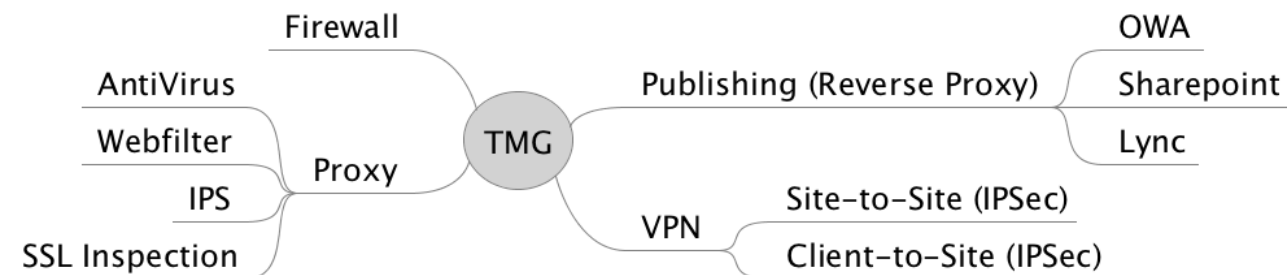 Firewall
AntiVirus
Webfilter
Proxy
IPS
SSL Inspection
TMG
Publishing (Reverse Proxy)
OWA
Sharepoint
Lync
VPN
Site-to-Site (IPSec)
Client-to-Site (IPSec)